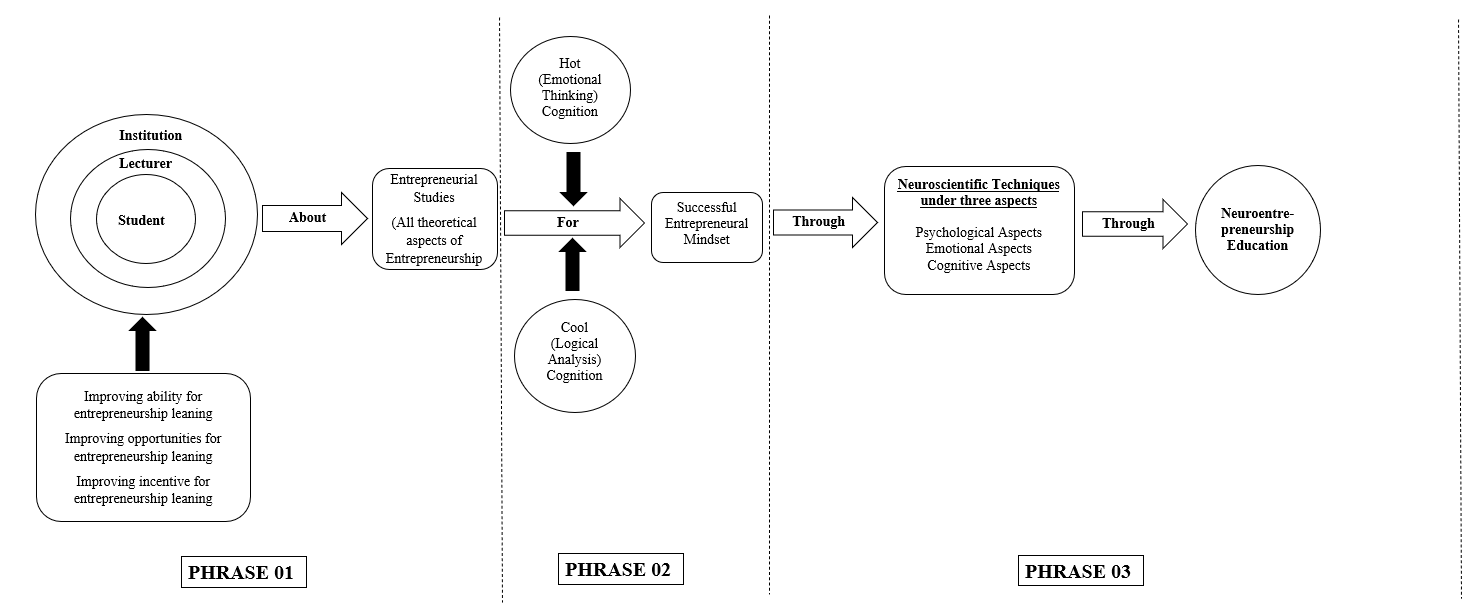 Institution
Lecturer
Student
Improving ability for
entrepreneurship leaning
Improving opportunities for
entrepreneurship leaning
Improving incentive for
entrepreneurship leaning
About
Entrepreneurial
Studies
(All theoretical
aspects of
Entrepreneurship
PHRASE 01
Hot
(Emotional
Thinking)
Cognition
For
Cool
(Logical
Analysis)
Cognition
Successful
Entrepneural
Mindset
PHRASE 02
Through
Neuroscientific Techniques
under three aspects
Psychological Aspects
Emotional Aspects
Cognitive Aspects
Through
Neuroentre-
preneurship
Education
PHRASE 03